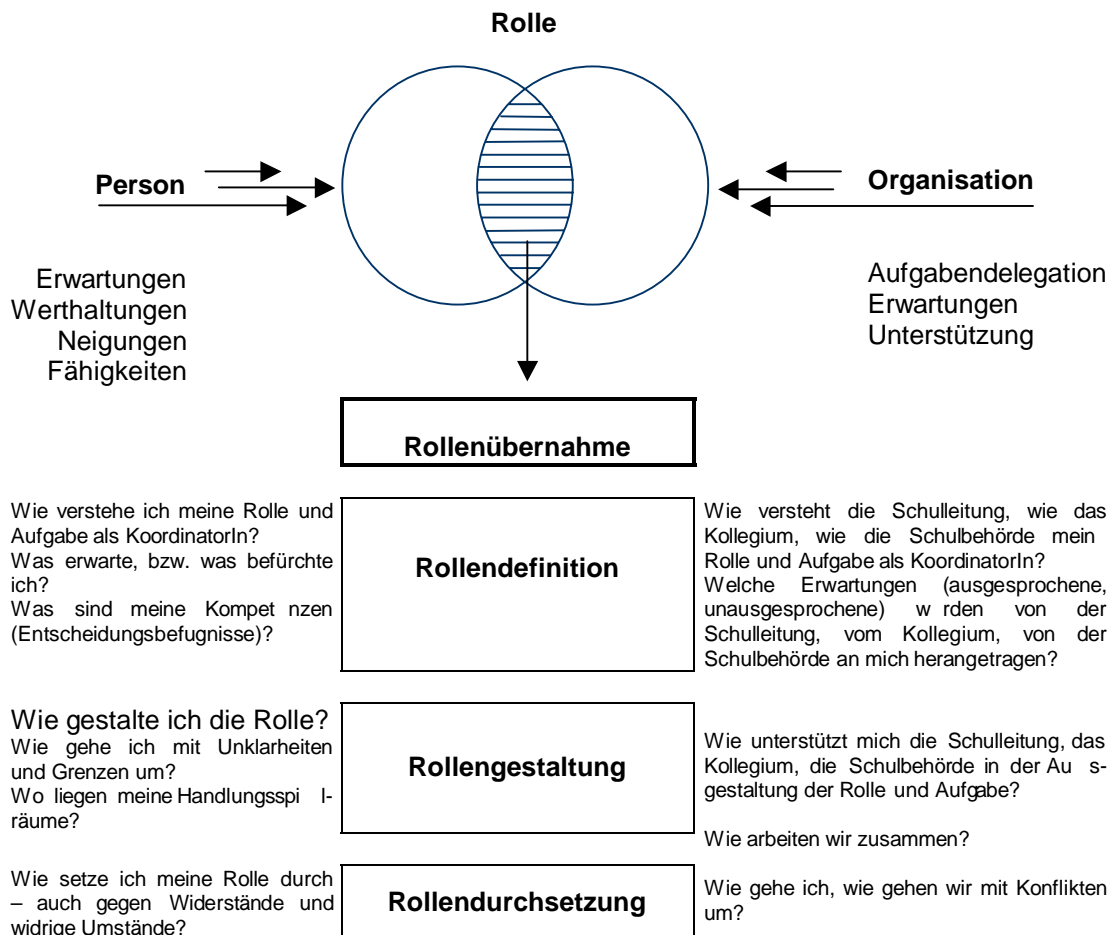 Rolle
Person
Organisation
Erwartungen
Werthaltungen
Neigungen
Fähigkeiten
Aufgabendelegation
Erwartungen
Unterstützung
Rollenübernahme
Wie verstehe ich meine Rolle und
Aufgabe als KoordinatorIn?
Was erwarte, bzw. was befürchte
ich?
Was sind meine Kompet nzen
(Entscheidungsbefugnisse)?
Rollendefinition
Wie versteht die Schulleitung, wie das
Kollegium, wie die Schulbehörde mein
Rolle und Aufgabe als KoordinatorIn?
Welche Erwartungen (ausgesprochene,
unausgesprochene) w rden von der
Schulleitung, vom Kollegium, von der
Schulbehörde an mich herangetragen?
Wie gestalte ich die Rolle?
Wie gehe ich mit Unklarheiten
und Grenzen um?
Wo liegen meine Handlungsspi l-
räume?
Rollengestaltung
Wie unterstützt mich die Schulleitung, das
Kollegium, die Schulbehörde in der Au s-
gestaltung der Rolle und Aufgabe?
Wie arbeiten wir zusammen?
Wie setze ich meine Rolle durch
– auch gegen Widerstände und
widrige Umstände?
Rollendurchsetzung
Wie gehe ich, wie gehen wir mit Konflikten
um?